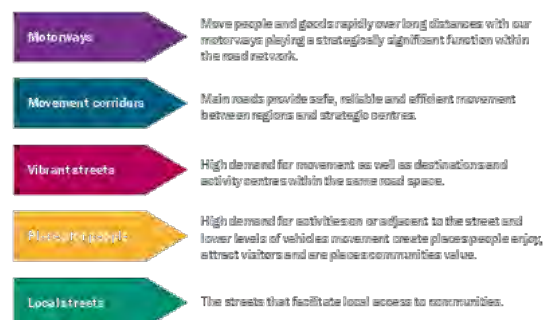 Motorways
Move people and goods rapidly over long distances with our
motorways playing a strategically significant function within
the road network.
Movement corridors
Main roads provide safe, reliable and efficient movement
between regions and strategic centres.
Vibrant streets
High demand for movement as well as destinations and
activity centres within the same road space.
Places for people
High demand for activities on or adjacent to the street and
lower levels of vehicles movement create places people enjoy,
attract visitors and are places communities value.
Local streets
The streets that facilitate local access to communities.